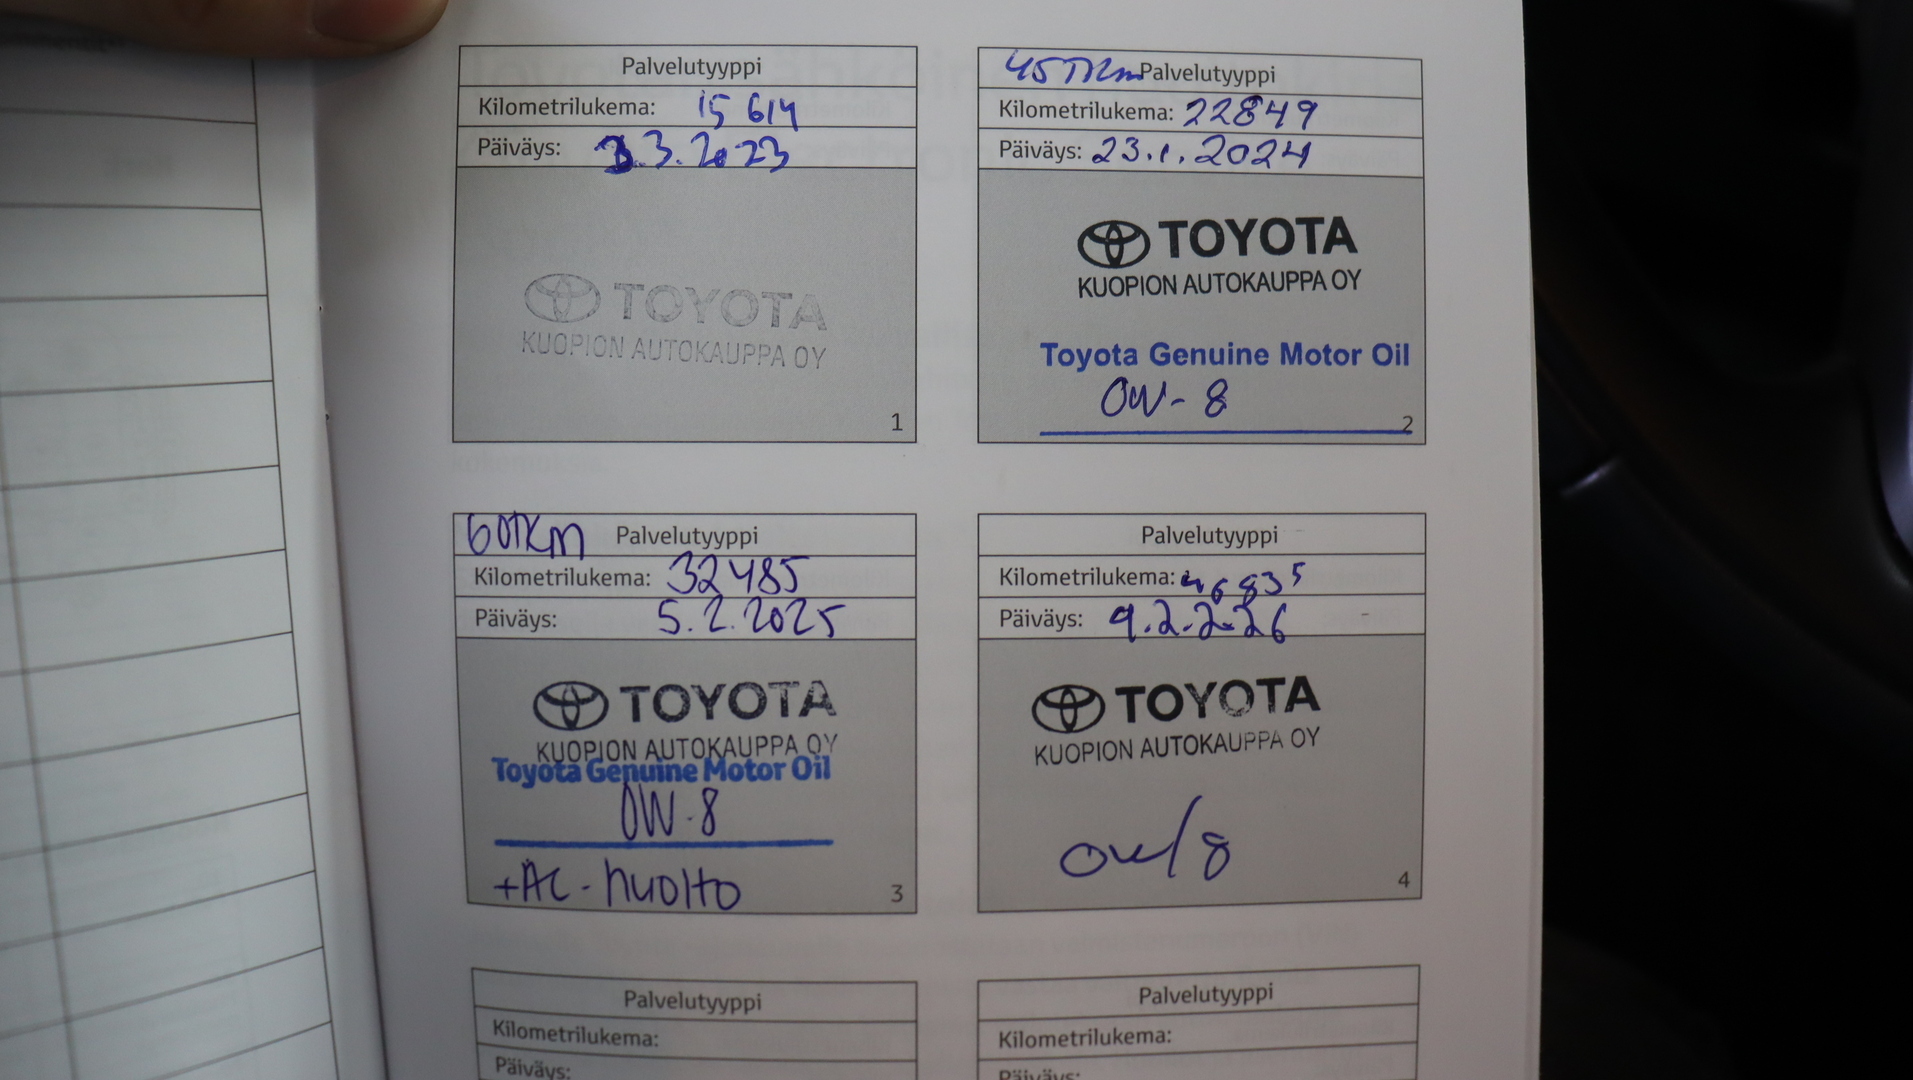 Palvelutyyppi
Kilometrilukema: 15 614
Päiväys: 3.3.2023
TOYOTA
KUOPION AUTOKAUPPA OY
1
45TKm Palvelutyyppi
Kilometrilukema: 22849
Päiväys: 23.1.2024
TOYOTA
KUOPION AUTOKAUPPA OY
Toyota Genuine Motor Oil
0W-8
2
60TKM Palvelutyyppi
Kilometrilukema: 32485
Päiväys: 5.2.2025
TOYOTA
KUOPION AUTOKAUPPA OY
Toyota Genuine Motor Oil
0W-8
+AC-huolto
3
Palvelutyyppi
Kilometrilukema: 46835
Päiväys: 9.2.2026
TOYOTA
KUOPION AUTOKAUPPA OY
0W/8
4
Palvelutyyppi
Kilometrilukema:
Päiväys:
Palvelutyyppi
Kilometrilukema:
Päiväys: